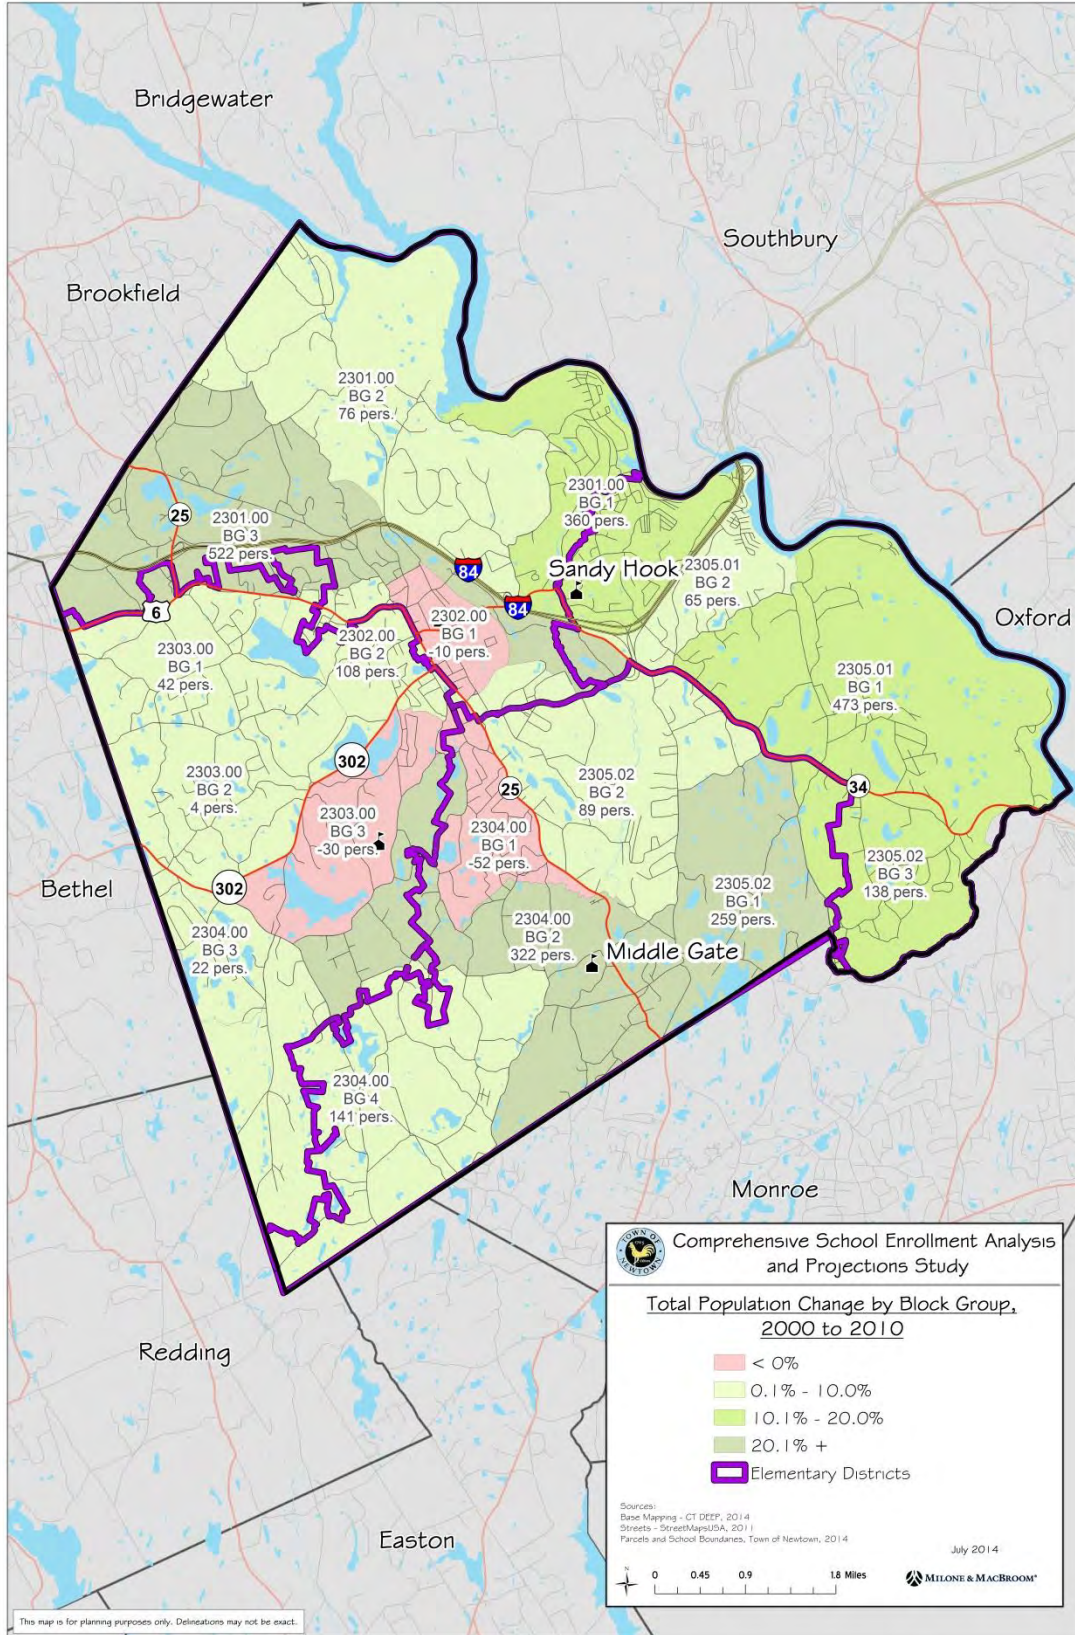 Bridgewater
Southbury
Brookfield
2301.00
BG 2
76 pers.
2301.00
BG 1
360 pers.
25
2301.00
BG 3
522 pers.
84
Sandy Hook
2305.01
BG 2
65 pers.
84
6
2302.00
BG 1
-10 pers.
Oxford
2303.00
BG 1
42 pers.
2302.00
BG 2
108 pers.
2305.01
BG 1
473 pers.
302
2303.00
BG 2
4 pers.
25
2305.02
BG 2
89 pers.
34
2303.00
BG 3
-30 pers.
2304.00
BG 1
-52 pers.
Bethel
302
2305.02
BG 1
259 pers.
2305.02
BG 3
138 pers.
2304.00
BG 3
22 pers.
2304.00
BG 2
322 pers.
Middle Gate
2304.00
BG 4
141 pers.
Monroe
Redding
Easton
TOWN OF
NEWTOWN
Comprehensive School Enrollment Analysis
and Projections Study
Total Population Change by Block Group,
2000 to 2010
< 0%
0.1% - 10.0%
10.1% - 20.0%
20.1% +
Elementary Districts
Sources:
Base Mapping - CT DEEP, 2014
Streets - StreetMapsUSA, 2011
Parcels and School Boundaries, Town of Newtown, 2014
July 2014
N
0 0.45 0.9 1.8 Miles
MILONE & MACBROOM®
This map is for planning purposes only. Delineations may not be exact.